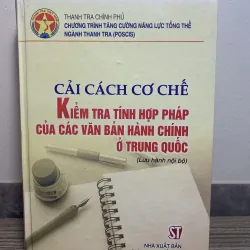 THANH TRA CHÍNH PHỦ
CHƯƠNG TRÌNH TĂNG CƯỜNG NĂNG LỰC TỔNG THỂ
NGÀNH THANH TRA (POSCIS)
CẢI CÁCH CƠ CHẾ
KIỂM TRA TÍNH HỢP PHÁP
CỦA CÁC VĂN BẢN HÀNH CHÍNH
Ở TRUNG QUỐC
(Lưu hành nội bộ)
NHÀ XUẤT BẢN